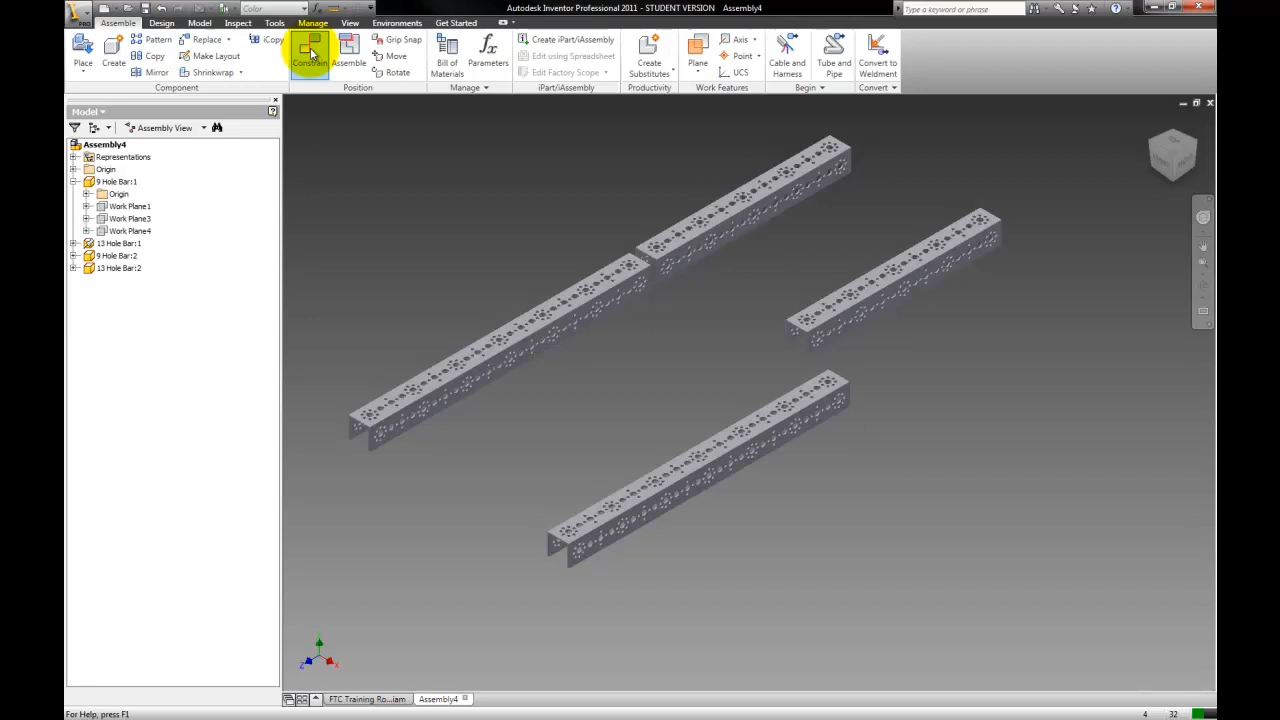 PRO
Color
Autodesk Inventor Professional 2011 - STUDENT VERSION Assembly4
Type a keyword or phrase
Assemble Design Model Inspect Tools Manage View Environments Get Started
Place Create Pattern Copy Mirror Replace Make Layout Shrinkwrap iCopy
Component
Constrain Assemble Grip Snap Move Rotate
Position
Bill of Materials Parameters
Manage
Create iPart/iAssembly
Edit using Spreadsheet
Edit Factory Scope
iPart/iAssembly
Create Substitutes
Productivity
Plane Axis Point UCS
Work Features
Cable and Harness Tube and Pipe
Begin
Convert to Weldment
Convert
Model
Assembly View
Assembly4
Representations
Origin
9 Hole Bar:1
Origin
Work Plane1
Work Plane3
Work Plane4
13 Hole Bar:1
9 Hole Bar:2
13 Hole Bar:2
Z X
FTC Training Ro...iam Assembly4
For Help, press F1
4 32